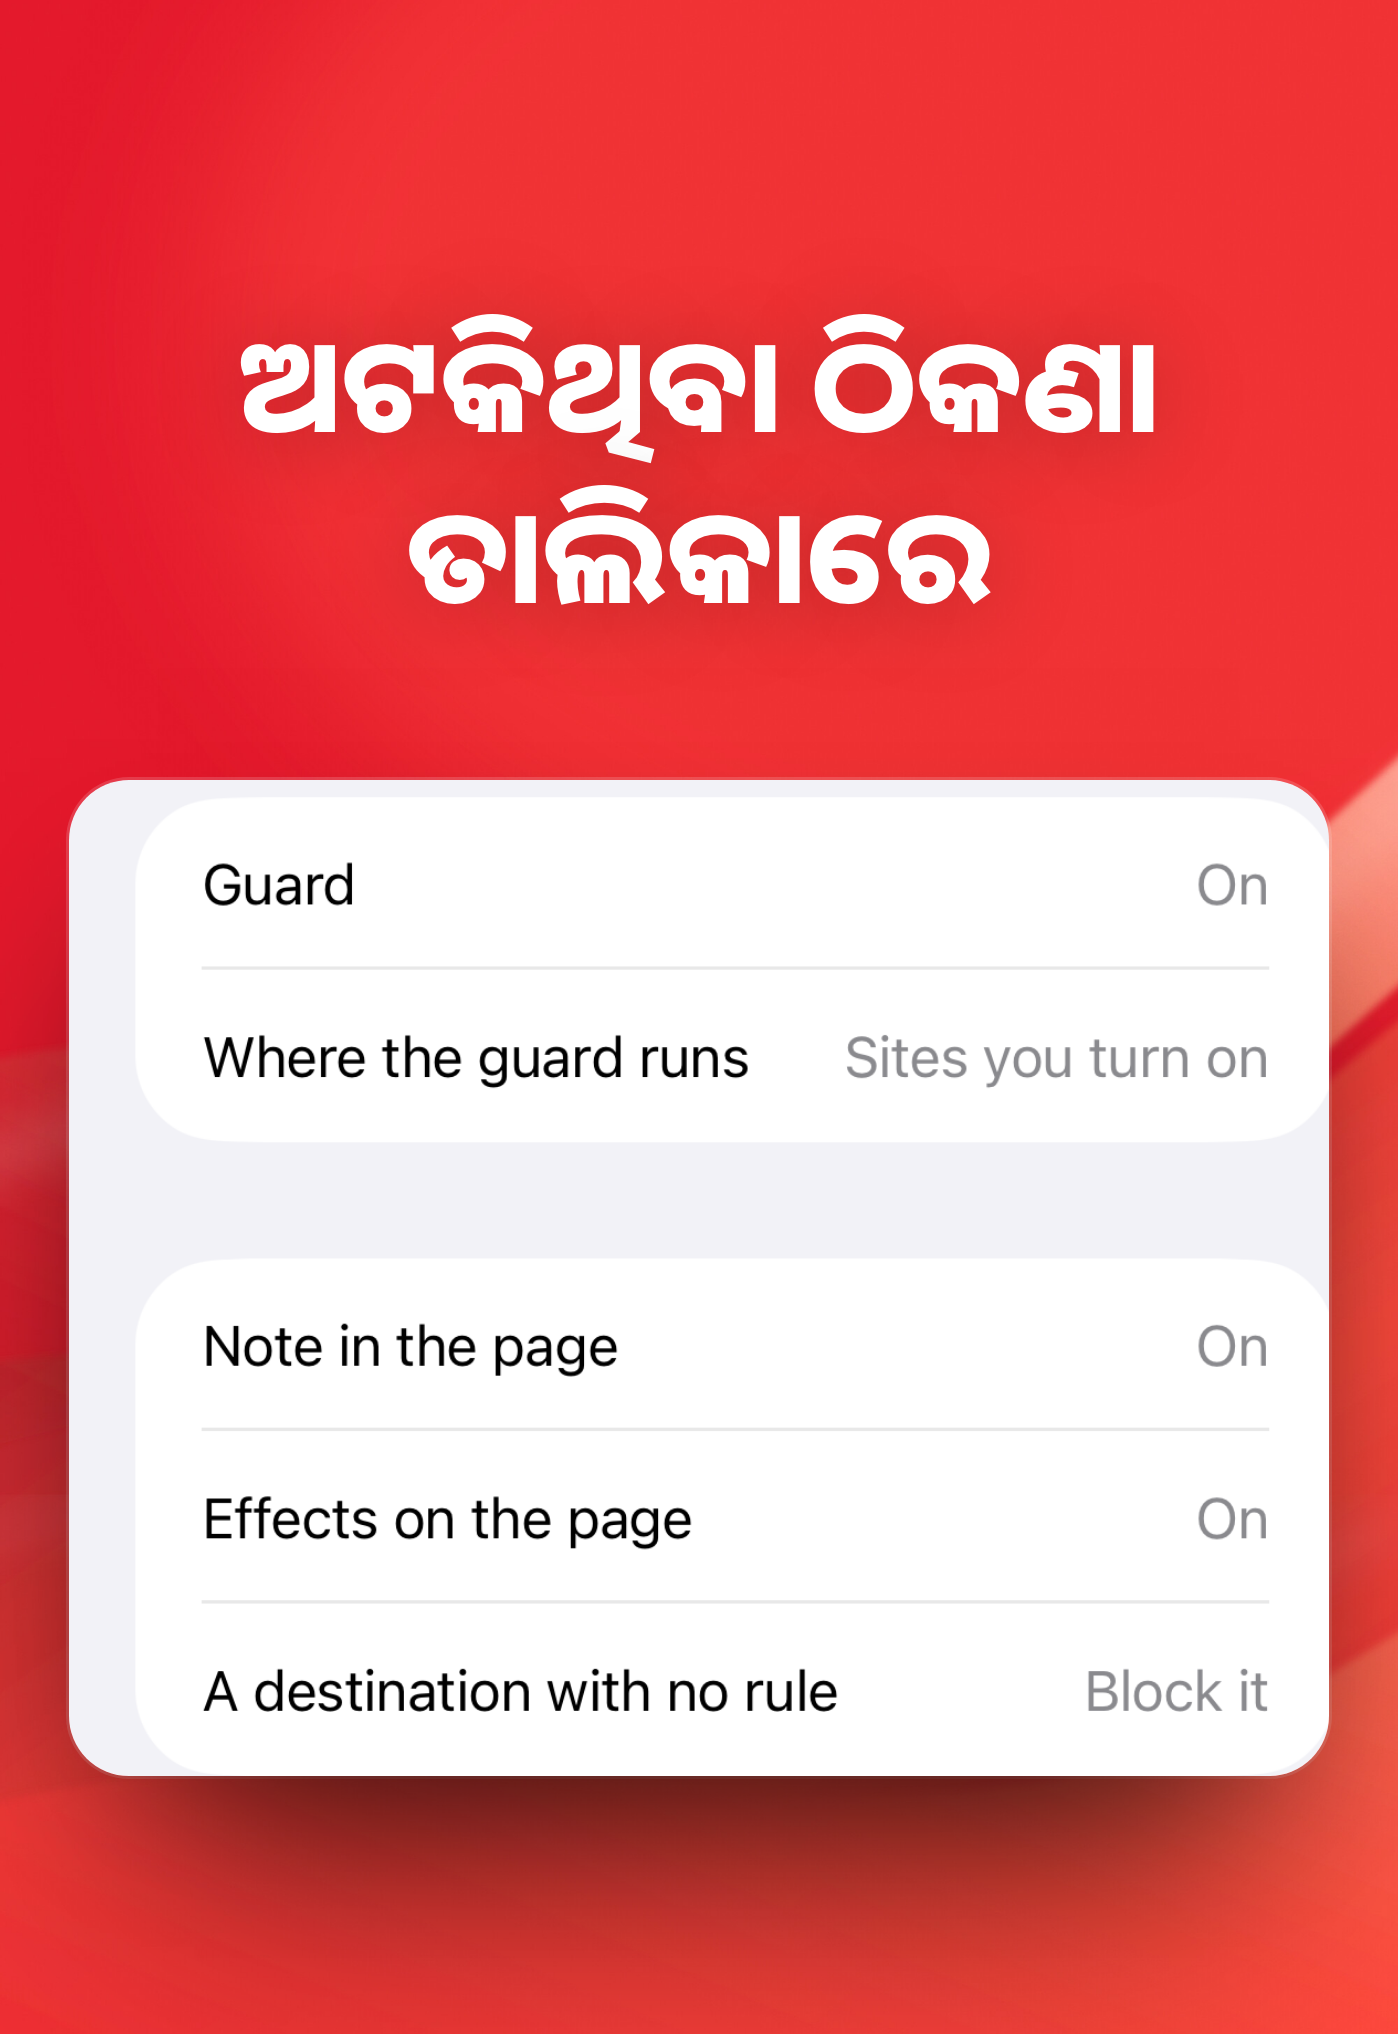 ଅଟକିଥିବା ଠିକଣା
ତାଲିକାରେ
Guard On
Where the guard runs Sites you turn on
Note in the page On
Effects on the page On
A destination with no rule Block it